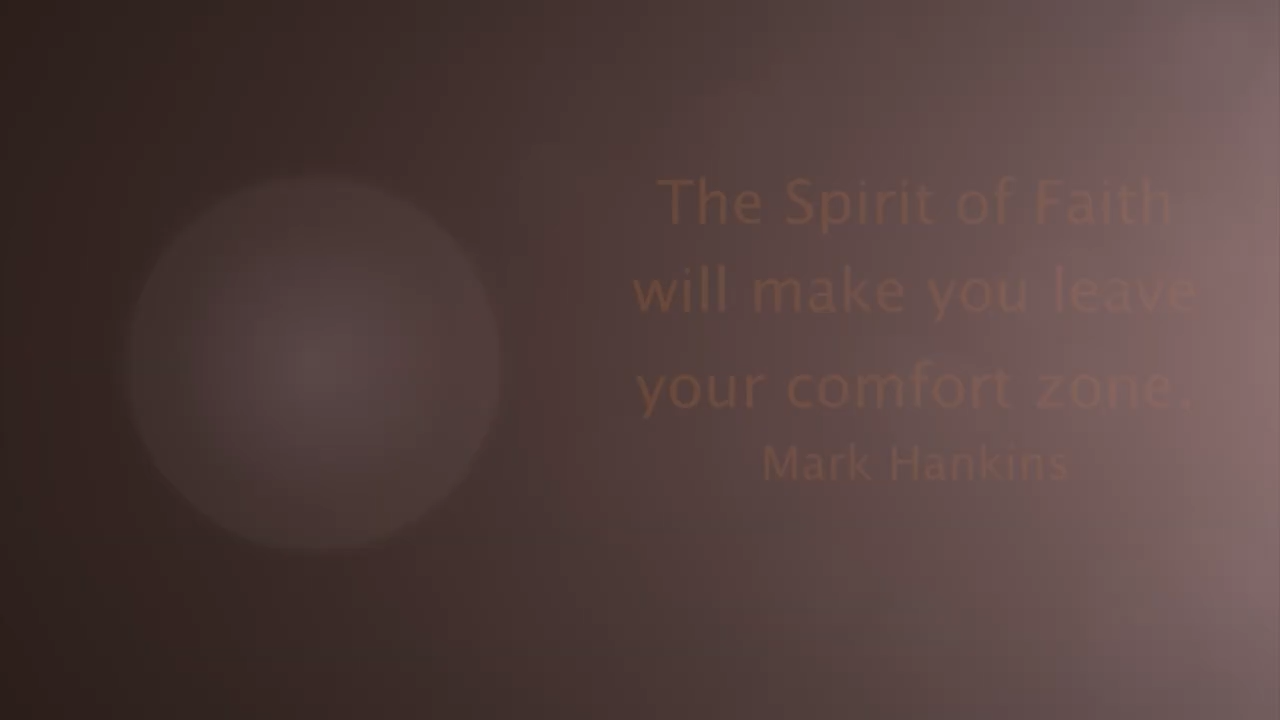 The Spirit of Faith
will make you leave
your comfort zone.
Mark Hankins